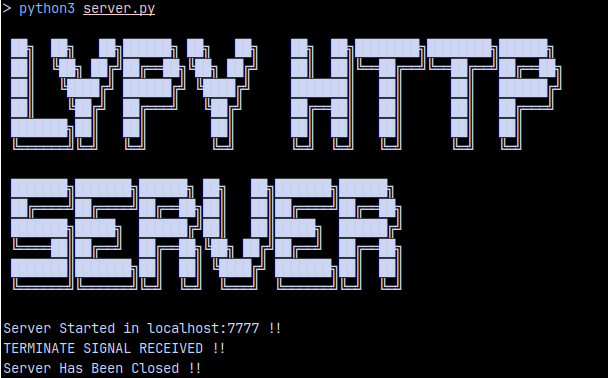 > python3 server.py
LYPY HTTP
SERVER
Server Started in localhost:7777 !!
TERMINATE SIGNAL RECEIVED !!
Server Has Been Closed !!